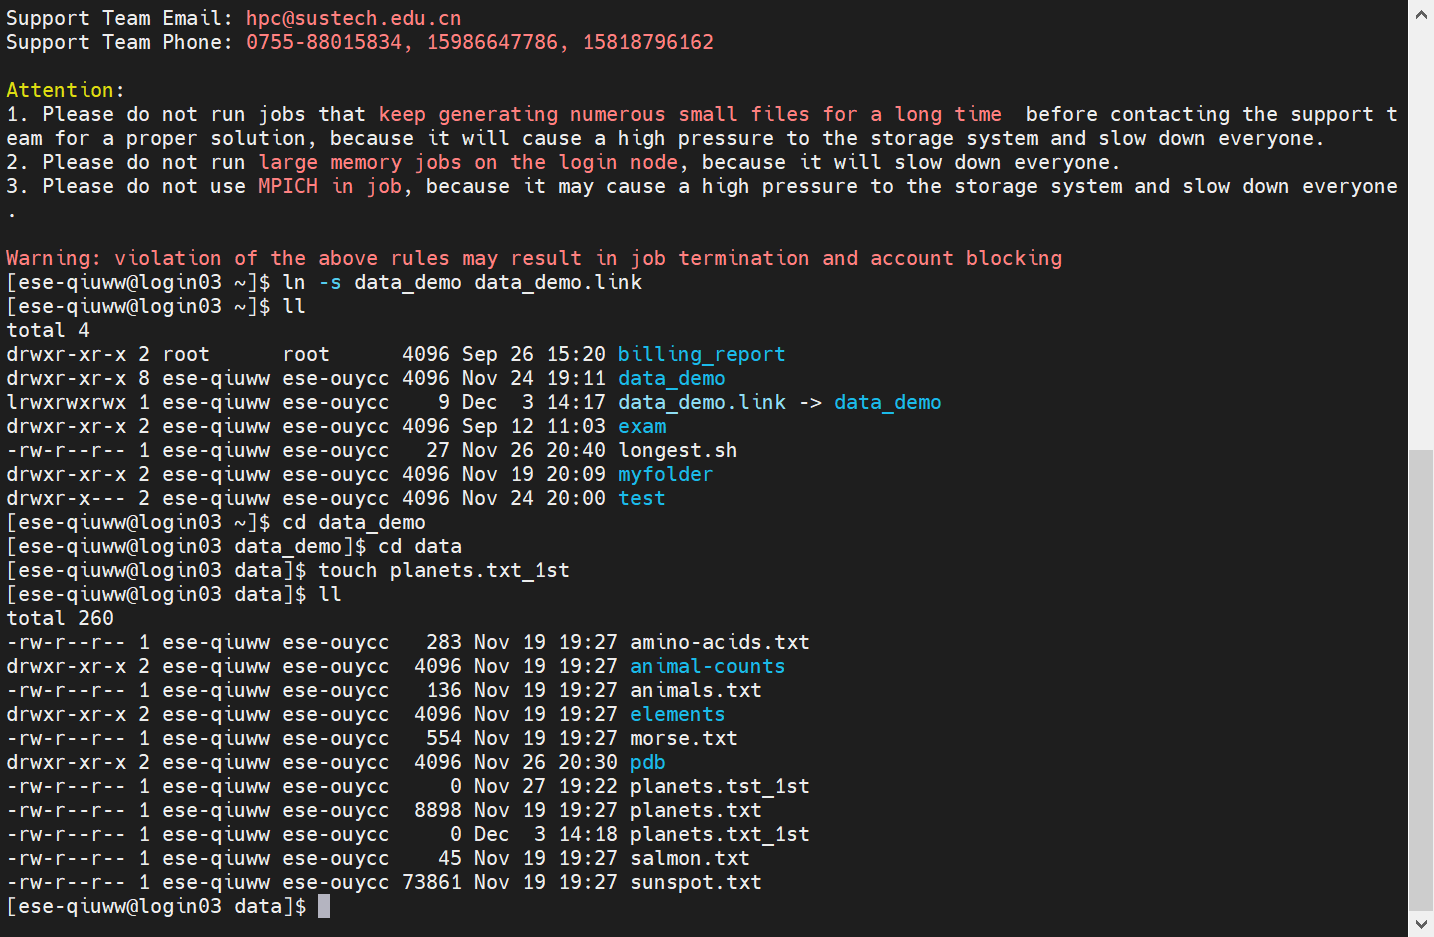 Support Team Email: hpc@sustech.edu.cn
Support Team Phone: 0755-88015834, 15986647786, 15818796162
Attention:
1. Please do not run jobs that keep generating numerous small files for a long time  before contacting the support t
eam for a proper solution, because it will cause a high pressure to the storage system and slow down everyone.
2. Please do not run large memory jobs on the login node, because it will slow down everyone.
3. Please do not use MPICH in job, because it may cause a high pressure to the storage system and slow down everyone
.
Warning: violation of the above rules may result in job termination and account blocking
[ese-qiuww@login03 ~]$ ln -s data_demo data_demo.link
[ese-qiuww@login03 ~]$ ll
total 4
drwxr-xr-x 2 root      root      4096 Sep 26 15:20 billing_report
drwxr-xr-x 8 ese-qiuww ese-ouycc 4096 Nov 24 19:11 data_demo
lrwxrwxrwx 1 ese-qiuww ese-ouycc    9 Dec  3 14:17 data_demo.link -> data_demo
drwxr-xr-x 2 ese-qiuww ese-ouycc 4096 Sep 12 11:03 exam
-rw-r--r-- 1 ese-qiuww ese-ouycc   27 Nov 26 20:40 longest.sh
drwxr-xr-x 2 ese-qiuww ese-ouycc 4096 Nov 19 20:09 myfolder
drwxr-x--- 2 ese-qiuww ese-ouycc 4096 Nov 24 20:00 test
[ese-qiuww@login03 ~]$ cd data_demo
[ese-qiuww@login03 data_demo]$ cd data
[ese-qiuww@login03 data]$ touch planets.txt_1st
[ese-qiuww@login03 data]$ ll
total 260
-rw-r--r-- 1 ese-qiuww ese-ouycc   283 Nov 19 19:27 amino-acids.txt
drwxr-xr-x 2 ese-qiuww ese-ouycc  4096 Nov 19 19:27 animal-counts
-rw-r--r-- 1 ese-qiuww ese-ouycc   136 Nov 19 19:27 animals.txt
drwxr-xr-x 2 ese-qiuww ese-ouycc  4096 Nov 19 19:27 elements
-rw-r--r-- 1 ese-qiuww ese-ouycc   554 Nov 19 19:27 morse.txt
drwxr-xr-x 2 ese-qiuww ese-ouycc  4096 Nov 26 20:30 pdb
-rw-r--r-- 1 ese-qiuww ese-ouycc     0 Nov 27 19:22 planets.tst_1st
-rw-r--r-- 1 ese-qiuww ese-ouycc  8898 Nov 19 19:27 planets.txt
-rw-r--r-- 1 ese-qiuww ese-ouycc     0 Dec  3 14:18 planets.txt_1st
-rw-r--r-- 1 ese-qiuww ese-ouycc    45 Nov 19 19:27 salmon.txt
-rw-r--r-- 1 ese-qiuww ese-ouycc 73861 Nov 19 19:27 sunspot.txt
[ese-qiuww@login03 data]$